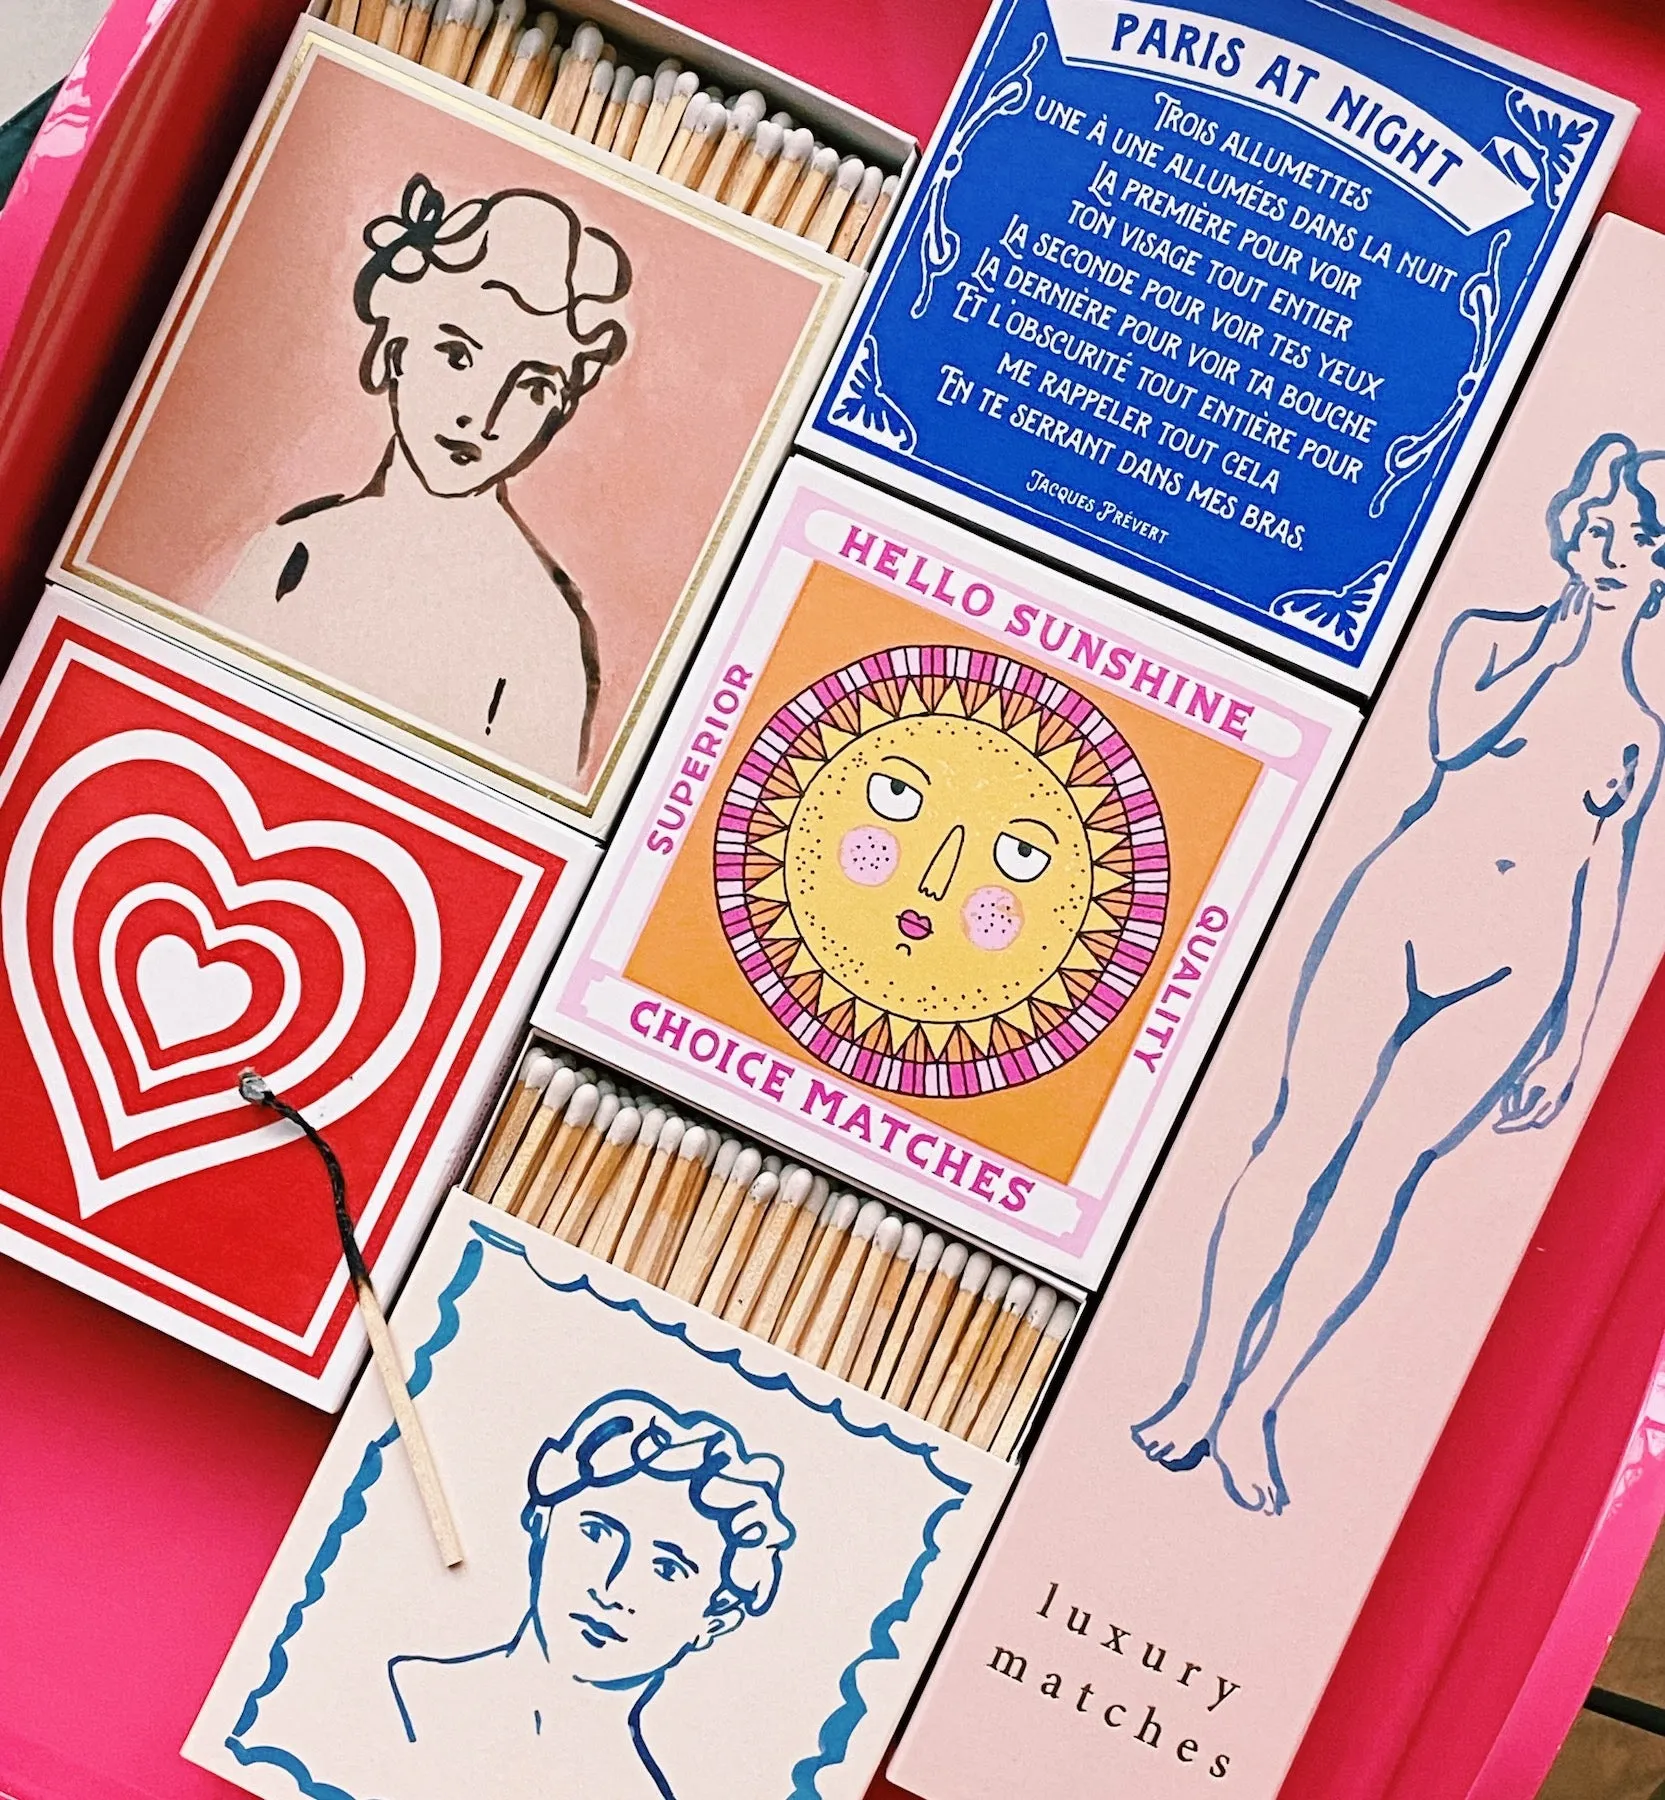 PARIS AT NIGHT
TROIS ALLUMETTES
UNE À UNE ALLUMÉES DANS LA NUIT
LA PREMIÈRE POUR VOIR
TON VISAGE TOUT ENTIER
LA SECONDE POUR VOIR TES YEUX
LA DERNIÈRE POUR VOIR TA BOUCHE
ET L'OBSCURITÉ TOUT ENTIÈRE POUR
ME RAPPELER TOUT CELA
EN TE SERRANT DANS MES BRAS.
JACQUES PRÉVERT
HELLO SUNSHINE
SUPERIOR
QUALITY
CHOICE MATCHES
luxury
matches